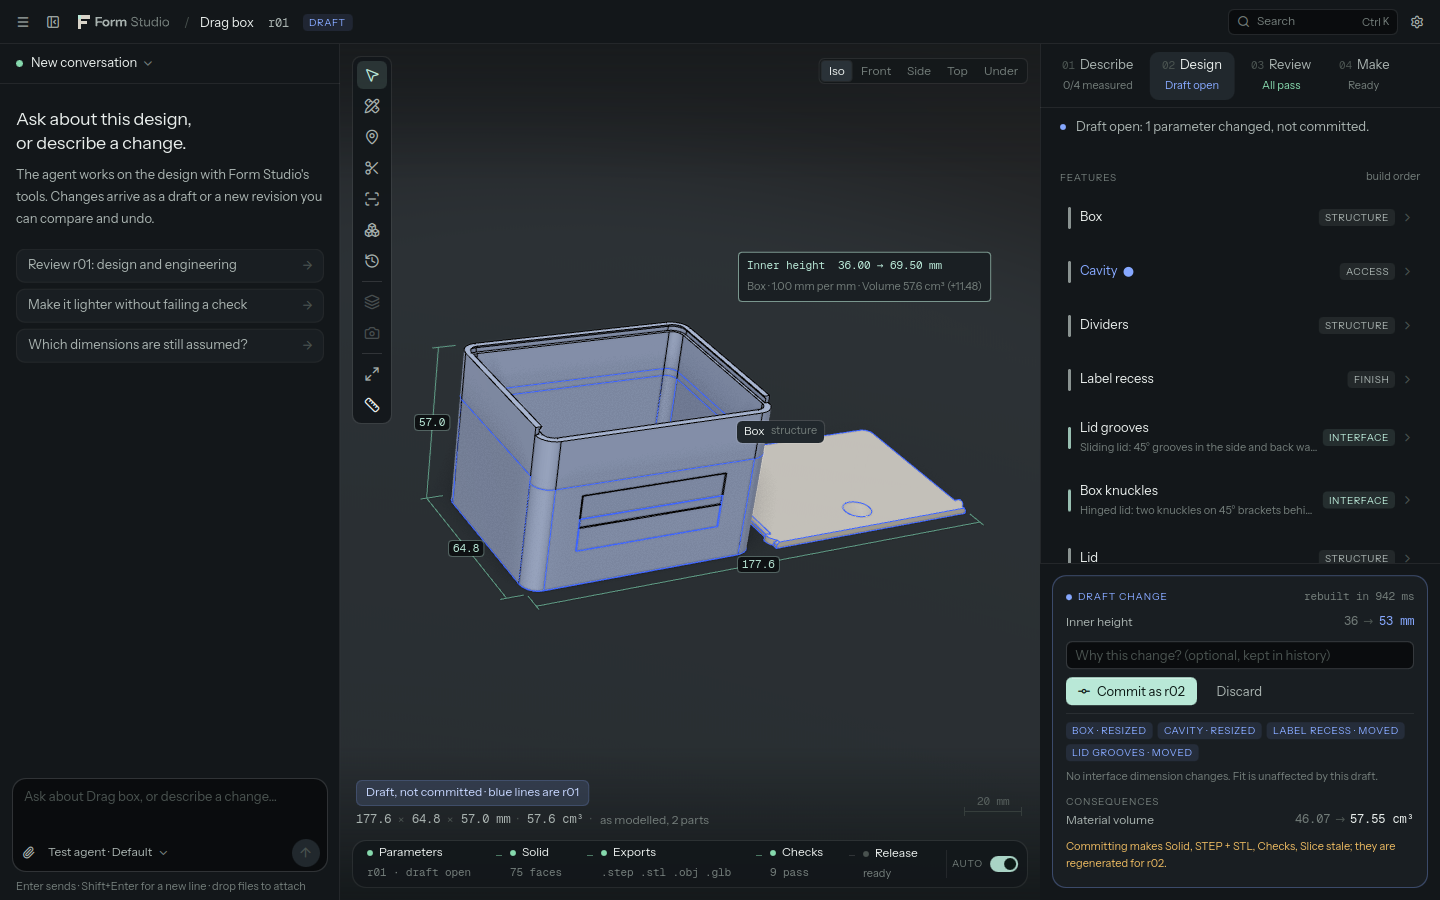 Form Studio / Drag box r01 DRAFT
Search Ctrl K
New conversation
Ask about this design,
or describe a change.
The agent works on the design with Form Studio's
tools. Changes arrive as a draft or a new revision you
can compare and undo.
Review r01: design and engineering
Make it lighter without failing a check
Which dimensions are still assumed?
Ask about Drag box, or describe a change...
Test agent · Default
Enter sends · Shift+Enter for a new line · drop files to attach
Iso Front Side Top Under
Inner height 36.00 → 69.50 mm
Box · 1.00 mm per mm · Volume 57.6 cm³ (+11.48)
57.0
Box structure
64.8
177.6
Draft, not committed · blue lines are r01
20 mm
177.6 × 64.8 × 57.0 mm · 57.6 cm³ · as modelled, 2 parts
Parameters
r01 · draft open
Solid
75 faces
Exports
.step .stl .obj .glb
Checks
9 pass
Release
ready
AUTO
01 Describe
0/4 measured
02 Design
Draft open
03 Review
All pass
04 Make
Ready
Draft open: 1 parameter changed, not committed.
FEATURES build order
Box STRUCTURE
Cavity ACCESS
Dividers STRUCTURE
Label recess FINISH
Lid grooves INTERFACE
Sliding lid: 45° grooves in the side and back wa...
Box knuckles INTERFACE
Hinged lid: two knuckles on 45° brackets behi...
Lid STRUCTURE
DRAFT CHANGE rebuilt in 942 ms
Inner height 36 → 53 mm
Why this change? (optional, kept in history)
Commit as r02 Discard
BOX · RESIZED CAVITY · RESIZED LABEL RECESS · MOVED
LID GROOVES · MOVED
No interface dimension changes. Fit is unaffected by this draft.
CONSEQUENCES
Material volume 46.07 → 57.55 cm³
Committing makes Solid, STEP + STL, Checks, Slice stale; they are
regenerated for r02.